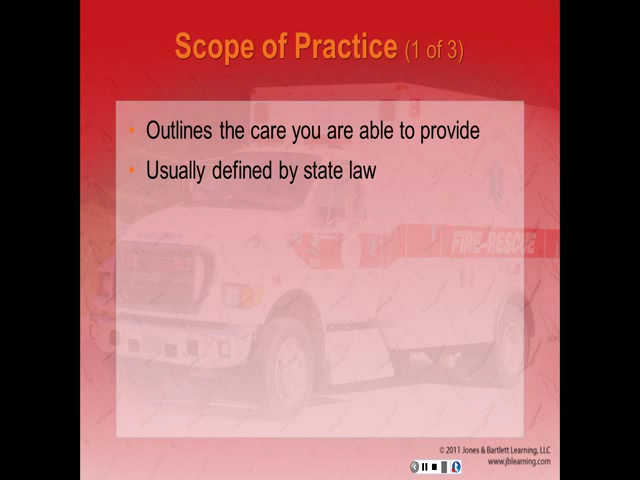 Scope of Practice (1 of 3)
• Outlines the care you are able to provide
• Usually defined by state law
FIRE-RESCUE
© 2011 Jones & Bartlett Learning, LLC
www.jblearning.com